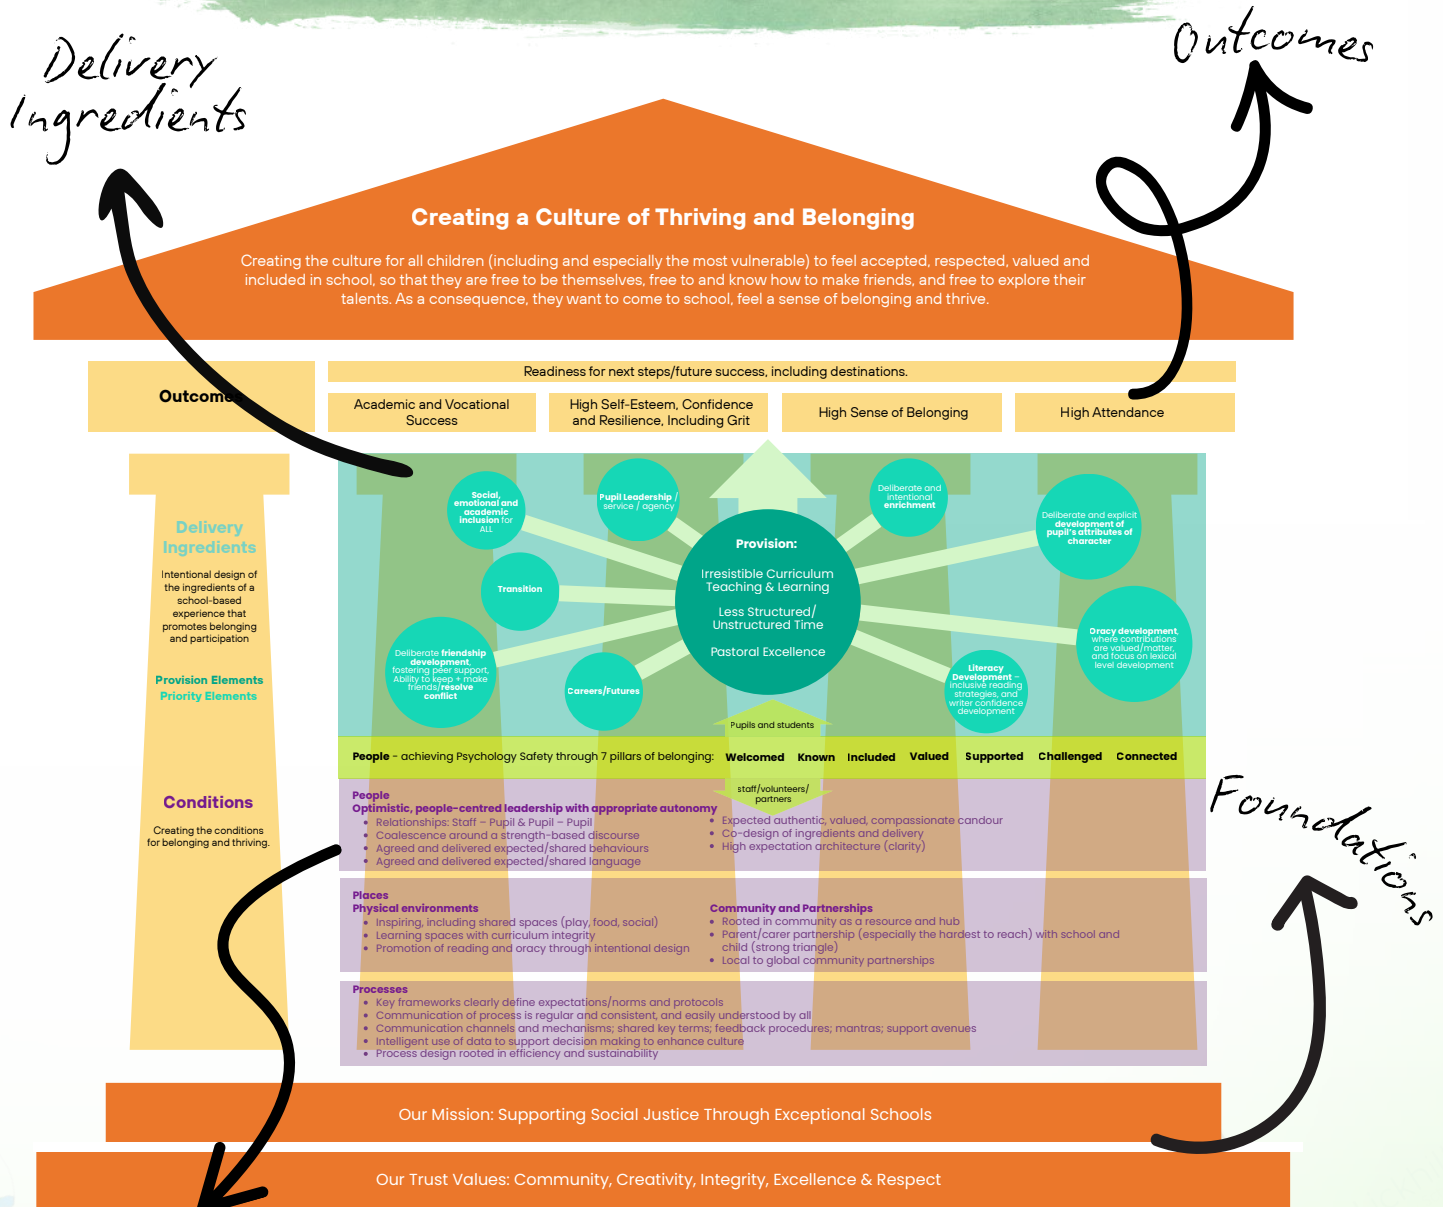 Delivery
Ingredients
Outcomes
Creating a Culture of Thriving and Belonging
Creating the culture for all children (including and especially the most vulnerable) to feel accepted, respected, valued and
included in school, so that they are free to be themselves, free to and know how to make friends, and free to explore their
talents. As a consequence, they want to come to school, feel a sense of belonging and thrive.
Outcomes
Readiness for next steps/future success, including destinations.
Academic and Vocational
Success
High Self-Esteem, Confidence
and Resilience, Including Grit
High Sense of Belonging
High Attendance
Delivery
Ingredients
Intentional design of
the ingredients of a
school-based
experience that
promotes belonging
and participation
Provision Elements
Priority Elements
Social,
emotional and
academic
inclusion for
ALL
Pupil Leadership /
service / agency
Deliberate and
intentional
enrichment
Deliberate and explicit
development of
pupil's attributes of
character
Transition
Provision:
Irresistible Curriculum
Teaching & Learning
Less Structured/
Unstructured Time
Pastoral Excellence
Deliberate friendship
development,
fostering peer support,
Ability to keep + make
friends/resolve
conflict
Careers/Futures
Literacy
Development –
inclusive reading
strategies, and
writer confidence
development
Oracy development,
where contributions
are valued/matter,
and focus on lexical
level development
Pupils and students
People - achieving Psychology Safety through 7 pillars of belonging: Welcomed Known Included Valued Supported Challenged Connected
staff/volunteers/
partners
Conditions
Creating the conditions
for belonging and thriving.
People
Optimistic, people-centred leadership with appropriate autonomy
• Relationships: Staff – Pupil & Pupil – Pupil
• Coalescence around a strength-based discourse
• Agreed and delivered expected/shared behaviours
• Agreed and delivered expected/shared language
• Expected authentic, valued, compassionate candour
• Co-design of ingredients and delivery
• High expectation architecture (clarity)
Foundations
Places
Physical environments
• Inspiring, including shared spaces (play, food, social)
• Learning spaces with curriculum integrity
• Promotion of reading and oracy through intentional design
Community and Partnerships
• Rooted in community as a resource and hub
• Parent/carer partnership (especially the hardest to reach) with school and
child (strong triangle)
• Local to global community partnerships
Processes
• Key frameworks clearly define expectations/norms and protocols
• Communication of process is regular and consistent, and easily understood by all
• Communication channels and mechanisms; shared key terms; feedback procedures; mantras; support avenues
• Intelligent use of data to support decision making to enhance culture
• Process design rooted in efficiency and sustainability
Our Mission: Supporting Social Justice Through Exceptional Schools
Our Trust Values: Community, Creativity, Integrity, Excellence & Respect